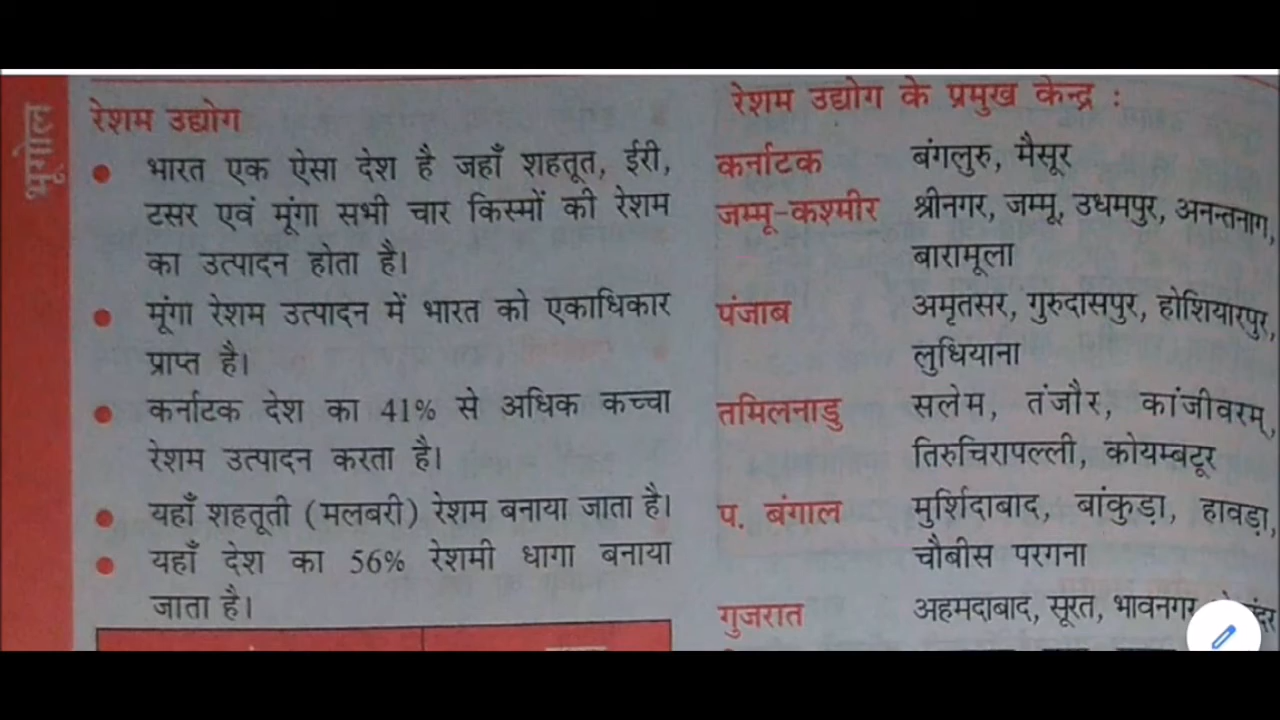 भूगोल
रेशम उद्योग
• भारत एक ऐसा देश है जहाँ शहतूत, ईरी,
टसर एवं मूंगा सभी चार किस्मों की रेशम
का उत्पादन होता है।
• मूंगा रेशम उत्पादन में भारत को एकाधिकार
प्राप्त है।
• कर्नाटक देश का 41% से अधिक कच्चा
रेशम उत्पादन करता है।
• यहाँ शहतूती (मलबरी) रेशम बनाया जाता है।
• यहाँ देश का 56% रेशमी धागा बनाया
जाता है।
रेशम उद्योग के प्रमुख केन्द्र :
कर्नाटक बंगलुरु, मैसूर
जम्मू-कश्मीर श्रीनगर, जम्मू, उधमपुर, अनन्तनाग,
बारामूला
पंजाब अमृतसर, गुरुदासपुर, होशियारपुर,
लुधियाना
तमिलनाडु सलेम, तंजौर, कांजीवरम्,
तिरुचिरापल्ली, कोयम्बटूर
प. बंगाल मुर्शिदाबाद, बांकुड़ा, हावड़ा,
चौबीस परगना
गुजरात अहमदाबाद, सूरत, भावनगर